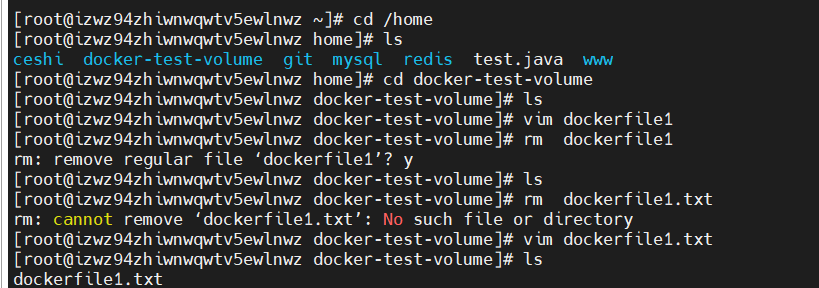 [root@izwz94zhiwnwqwtv5ewlnwz ~]# cd /home
[root@izwz94zhiwnwqwtv5ewlnwz home]# ls
ceshi  docker-test-volume  git  mysql  redis  test.java  www
[root@izwz94zhiwnwqwtv5ewlnwz home]# cd docker-test-volume
[root@izwz94zhiwnwqwtv5ewlnwz docker-test-volume]# ls
[root@izwz94zhiwnwqwtv5ewlnwz docker-test-volume]# vim dockerfile1
[root@izwz94zhiwnwqwtv5ewlnwz docker-test-volume]# rm  dockerfile1
rm: remove regular file ‘dockerfile1’? y
[root@izwz94zhiwnwqwtv5ewlnwz docker-test-volume]# ls
[root@izwz94zhiwnwqwtv5ewlnwz docker-test-volume]# rm  dockerfile1.txt
rm: cannot remove ‘dockerfile1.txt’: No such file or directory
[root@izwz94zhiwnwqwtv5ewlnwz docker-test-volume]# vim dockerfile1.txt
[root@izwz94zhiwnwqwtv5ewlnwz docker-test-volume]# ls
dockerfile1.txt